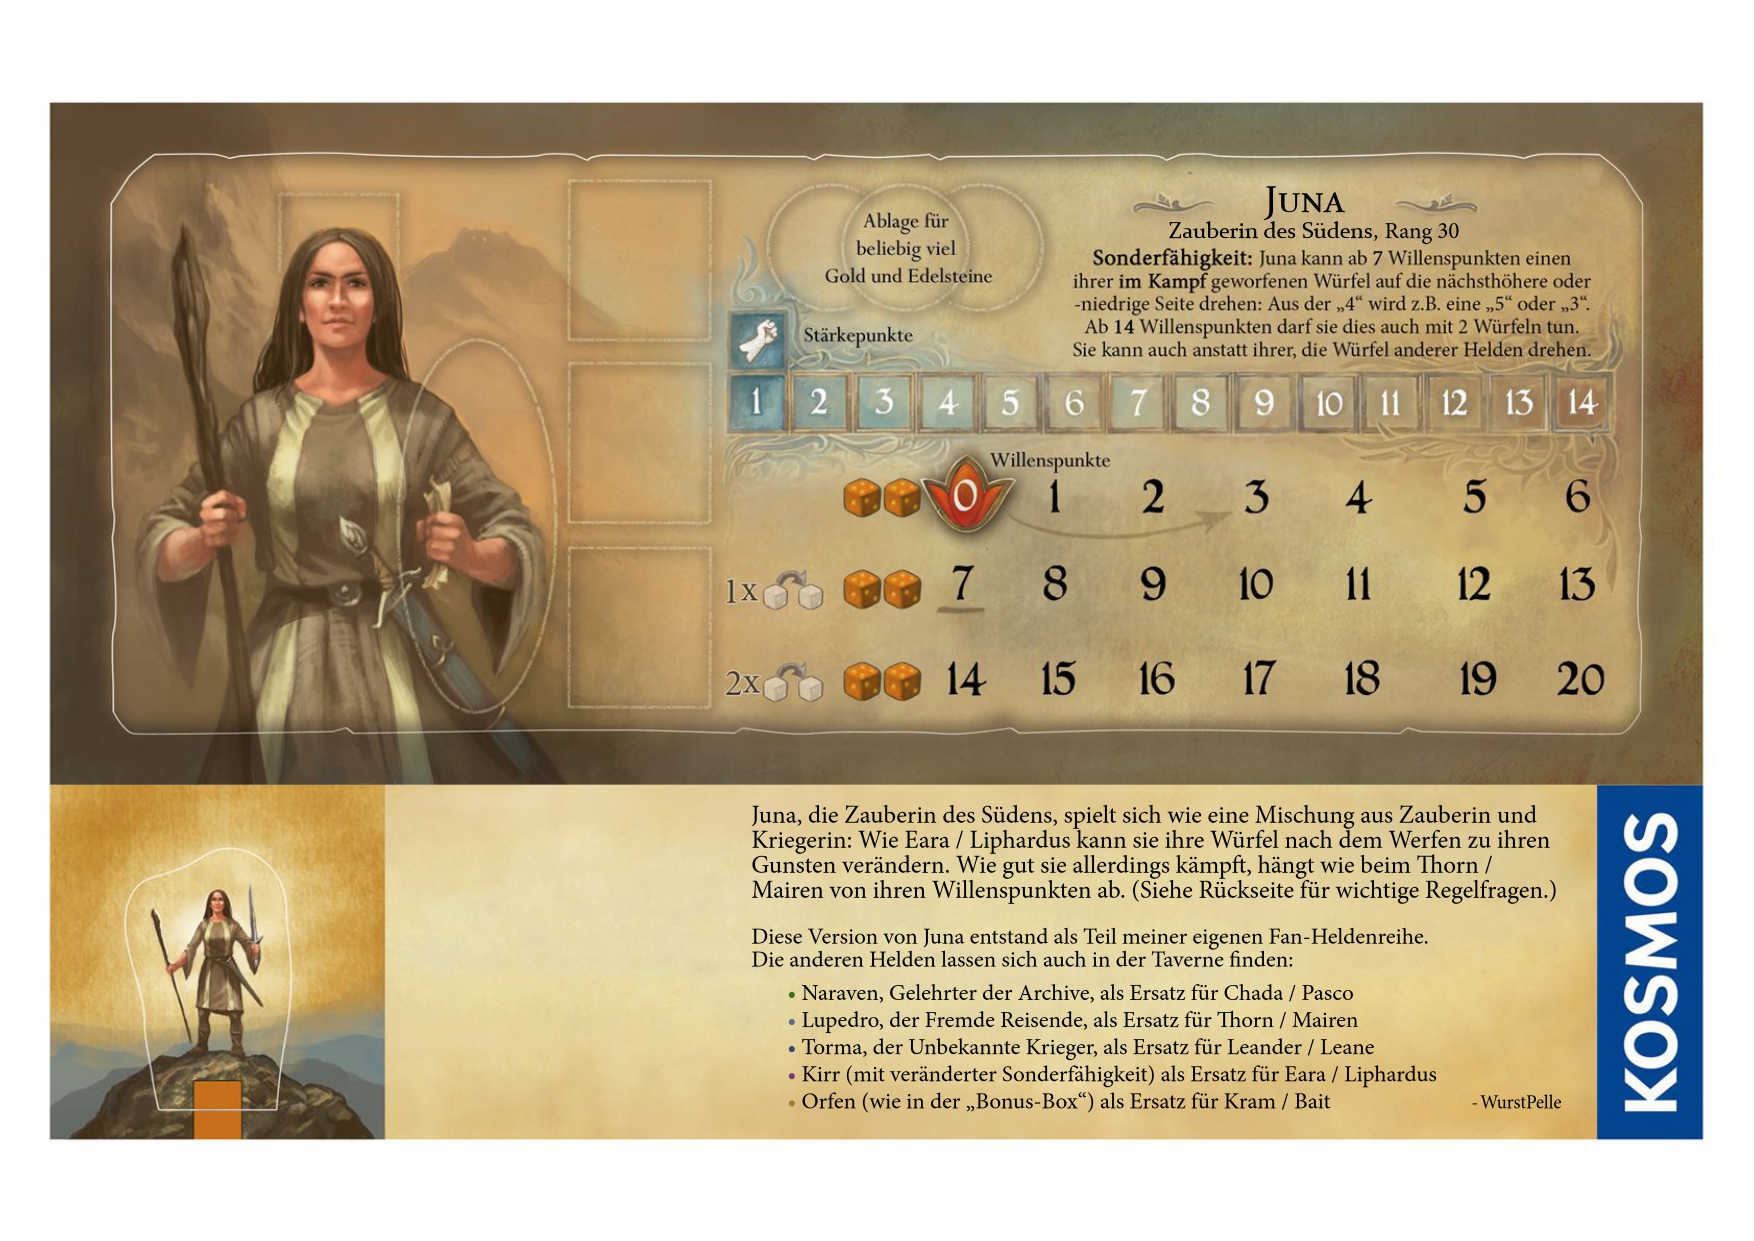 Ablage für
beliebig viel
Gold und Edelsteine
Juna
Zauberin des Südens, Rang 30
Sonderfähigkeit: Juna kann ab 7 Willenspunkten einen
ihrer im Kampf geworfenen Würfel auf die nächsthöhere oder
-niedrige Seite drehen: Aus der „4“ wird z.B. eine „5“ oder „3“.
Ab 14 Willenspunkten darf sie dies auch mit 2 Würfeln tun.
Sie kann auch anstatt ihrer, die Würfel anderer Helden drehen.
Stärkepunkte
1 2 3 4 5 6 7 8 9 10 11 12 13 14
Willenspunkte
0 1 2 3 4 5 6
1x 7 8 9 10 11 12 13
2x 14 15 16 17 18 19 20
Juna, die Zauberin des Südens, spielt sich wie eine Mischung aus Zauberin und
Kriegerin: Wie Eara / Liphardus kann sie ihre Würfel nach dem Werfen zu ihren
Gunsten verändern. Wie gut sie allerdings kämpft, hängt wie beim Thorn /
Mairen von ihren Willenspunkten ab. (Siehe Rückseite für wichtige Regelfragen.)
Diese Version von Juna entstand als Teil meiner eigenen Fan-Heldenreihe.
Die anderen Helden lassen sich auch in der Taverne finden:
• Naraven, Gelehrter der Archive, als Ersatz für Chada / Pasco
• Lupedro, der Fremde Reisende, als Ersatz für Thorn / Mairen
• Torma, der Unbekannte Krieger, als Ersatz für Leander / Leane
• Kirr (mit veränderter Sonderfähigkeit) als Ersatz für Eara / Liphardus
• Orfen (wie in der „Bonus-Box“) als Ersatz für Kram / Bait
- WurstPelle
KOSMOS